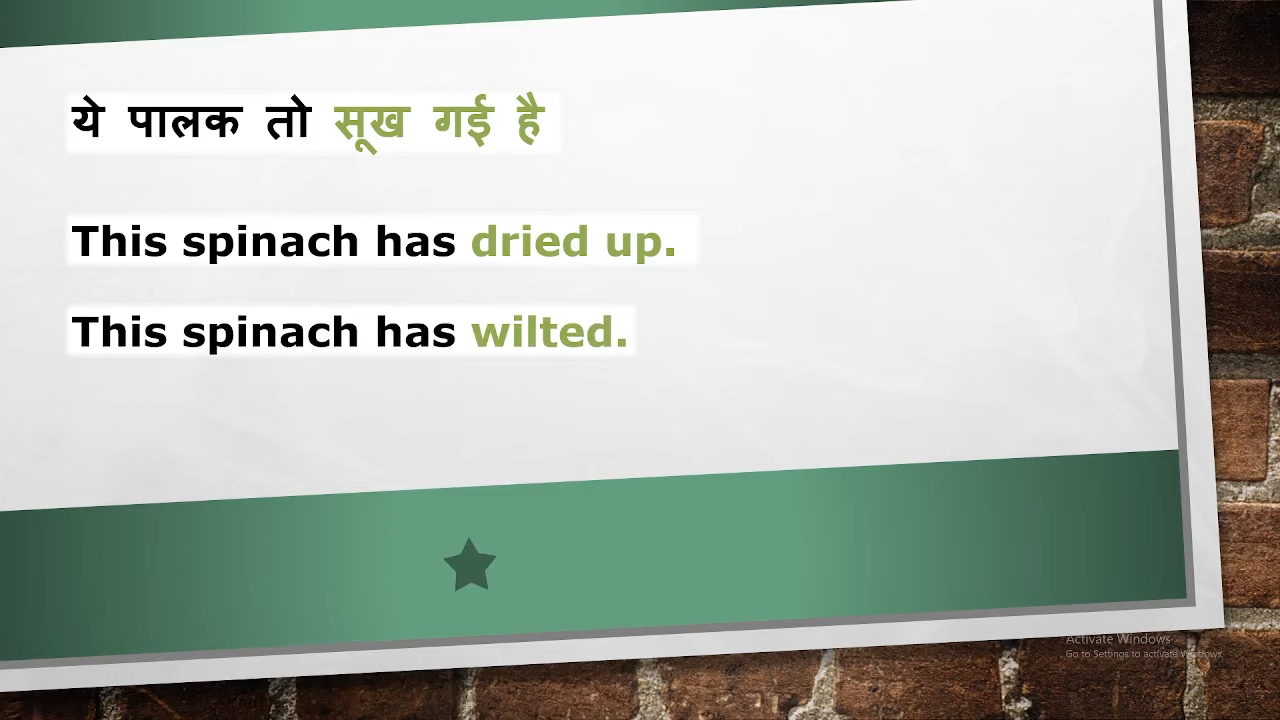 ये पालक तो सूख गई है
This spinach has dried up.
This spinach has wilted.
Activate Windows
Go to Settings to activate Windows.